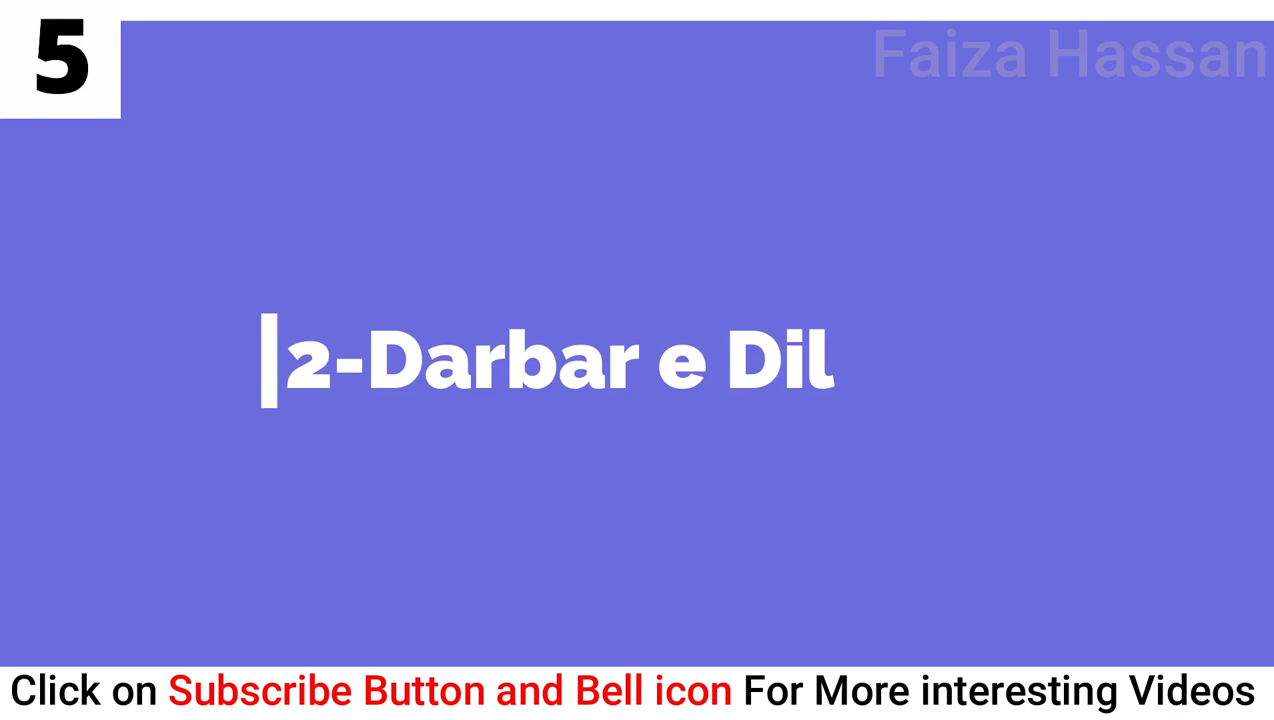 5
Faiza Hassan
|2-Darbar e Dil
Click on Subscribe Button and Bell icon For More interesting Videos